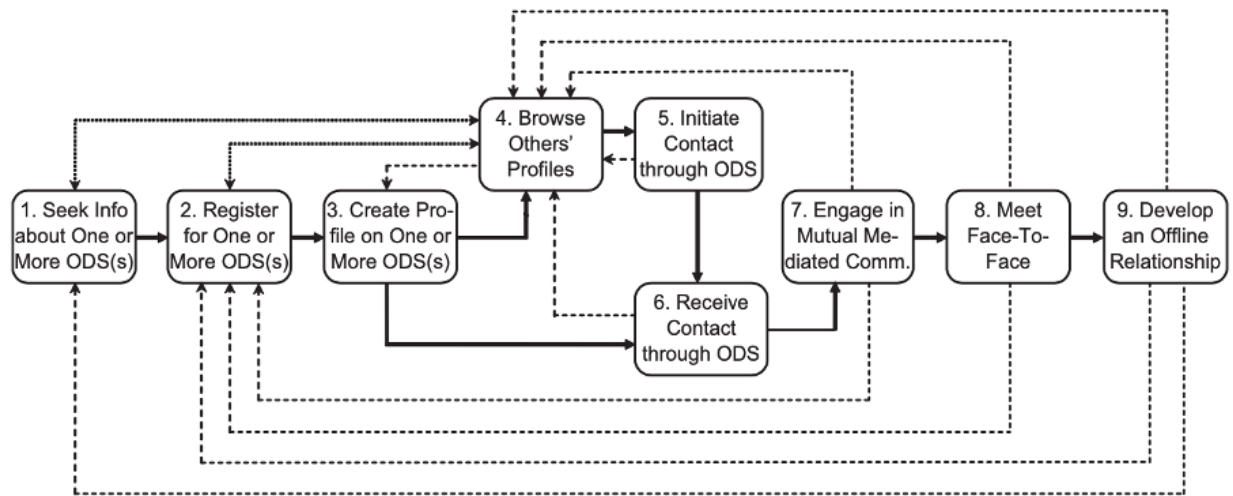 4. Browse
Others'
Profiles
5. Initiate
Contact
through ODS
1. Seek Info
about One or
More ODS(s)
2. Register
for One or
More ODS(s)
3. Create Pro-
file on One or
More ODS(s)
7. Engage in
Mutual Me-
diated Comm.
8. Meet
Face-To-
Face
9. Develop
an Offline
Relationship
6. Receive
Contact
through ODS